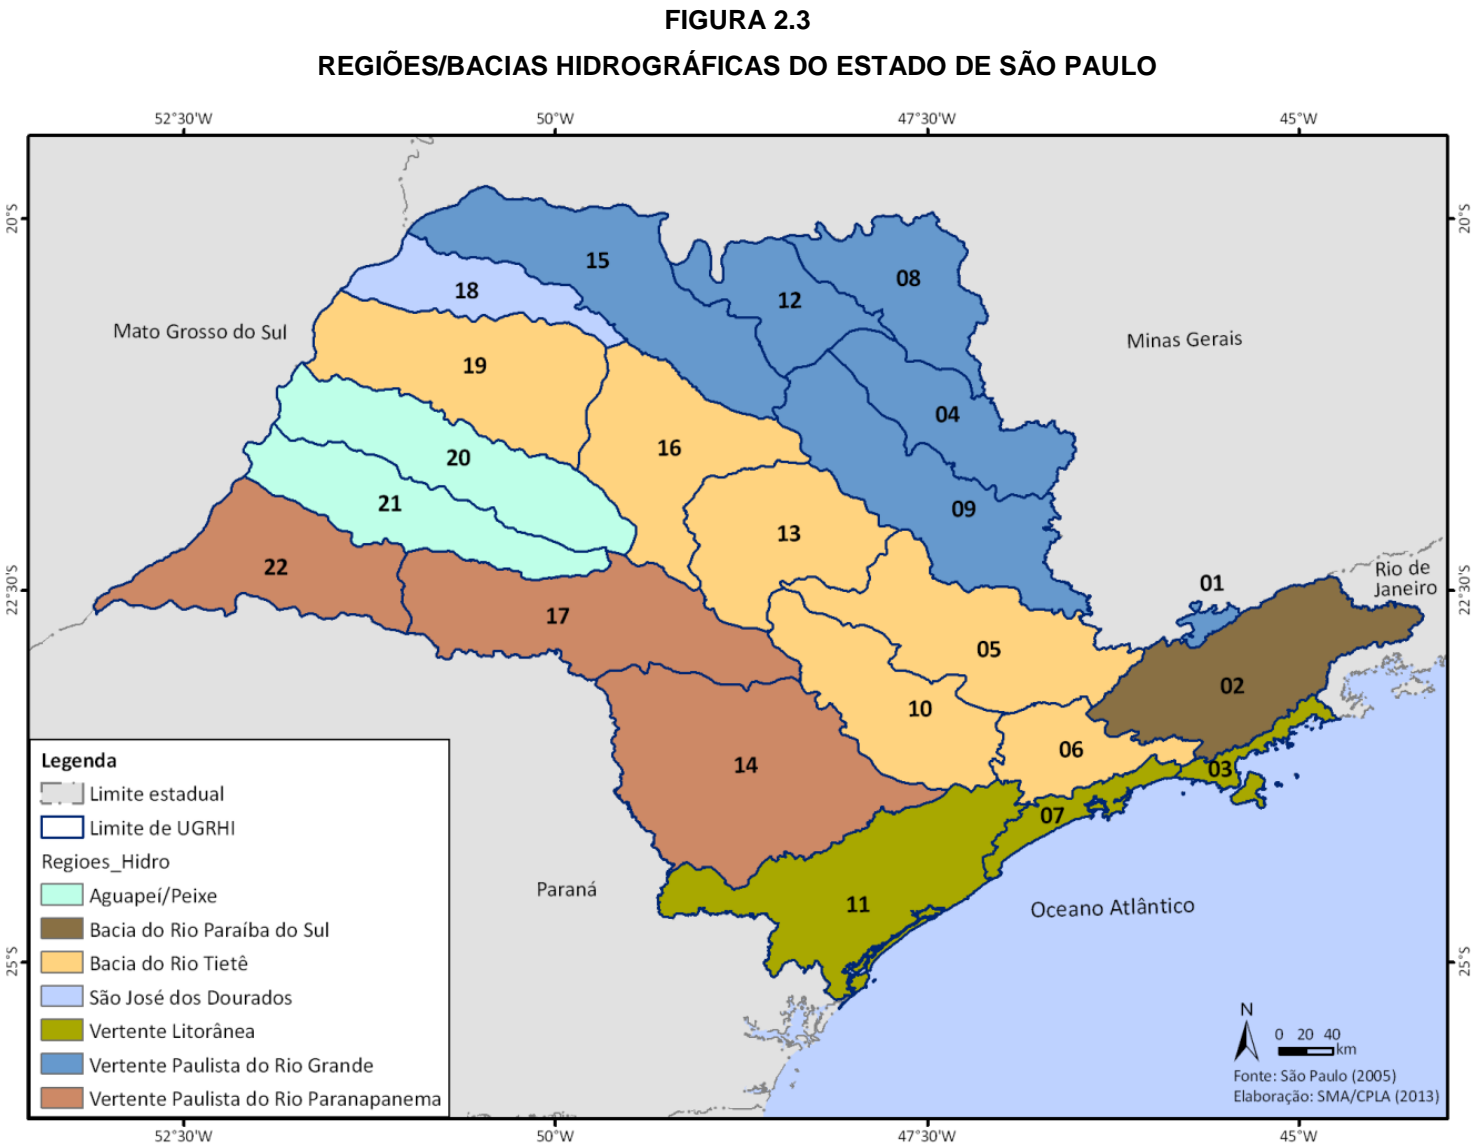 FIGURA 2.3
REGIÕES/BACIAS HIDROGRÁFICAS DO ESTADO DE SÃO PAULO
52°30'W 50°W 47°30'W 45°W
20°S 20°S
15
08
18
12
Mato Grosso do Sul
Minas Gerais
19
04
16
20
21
09
13
22°30'S 22°30'S
22
01
Rio de
Janeiro
17
05
02
10
06
14
03
07
Paraná
11
Oceano Atlântico
25°S 25°S
Legenda
Limite estadual
Limite de UGRHI
Regioes_Hidro
Aguapeí/Peixe
Bacia do Rio Paraíba do Sul
Bacia do Rio Tietê
São José dos Dourados
Vertente Litorânea
Vertente Paulista do Rio Grande
Vertente Paulista do Rio Paranapanema
N
0 20 40
km
Fonte: São Paulo (2005)
Elaboração: SMA/CPLA (2013)
52°30'W 50°W 47°30'W 45°W